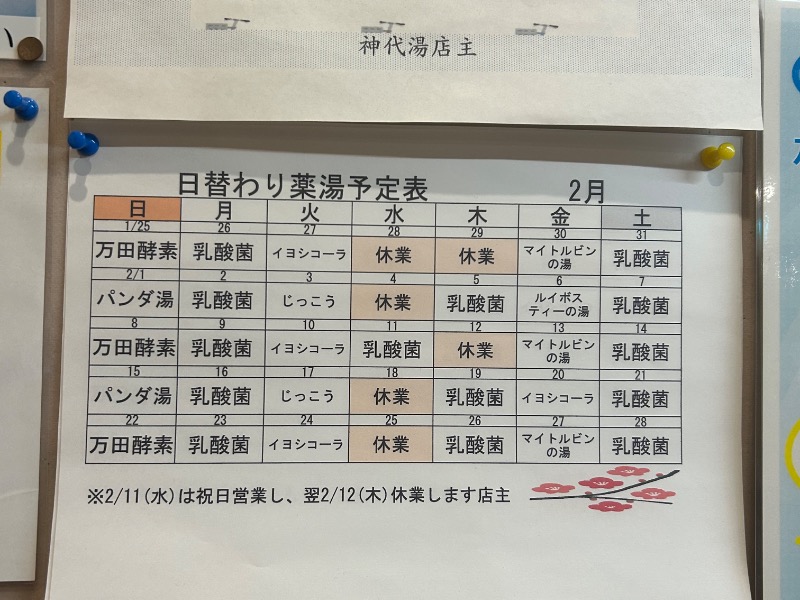 い
神代湯店主
日替わり薬湯予定表 2月
日 月 火 水 木 金 土
1/25 26 27 28 29 30 31
万田酵素 乳酸菌 イヨシコーラ 休業 休業 マイトルビンの湯 乳酸菌
2/1 2 3 4 5 6 7
パンダ湯 乳酸菌 じっこう 休業 乳酸菌 ルイボスティーの湯 乳酸菌
8 9 10 11 12 13 14
万田酵素 乳酸菌 イヨシコーラ 乳酸菌 休業 マイトルビンの湯 乳酸菌
15 16 17 18 19 20 21
パンダ湯 乳酸菌 じっこう 休業 乳酸菌 イヨシコーラ 乳酸菌
22 23 24 25 26 27 28
万田酵素 乳酸菌 イヨシコーラ 休業 乳酸菌 マイトルビンの湯 乳酸菌
※2/11(水)は祝日営業し、翌2/12(木)休業します店主